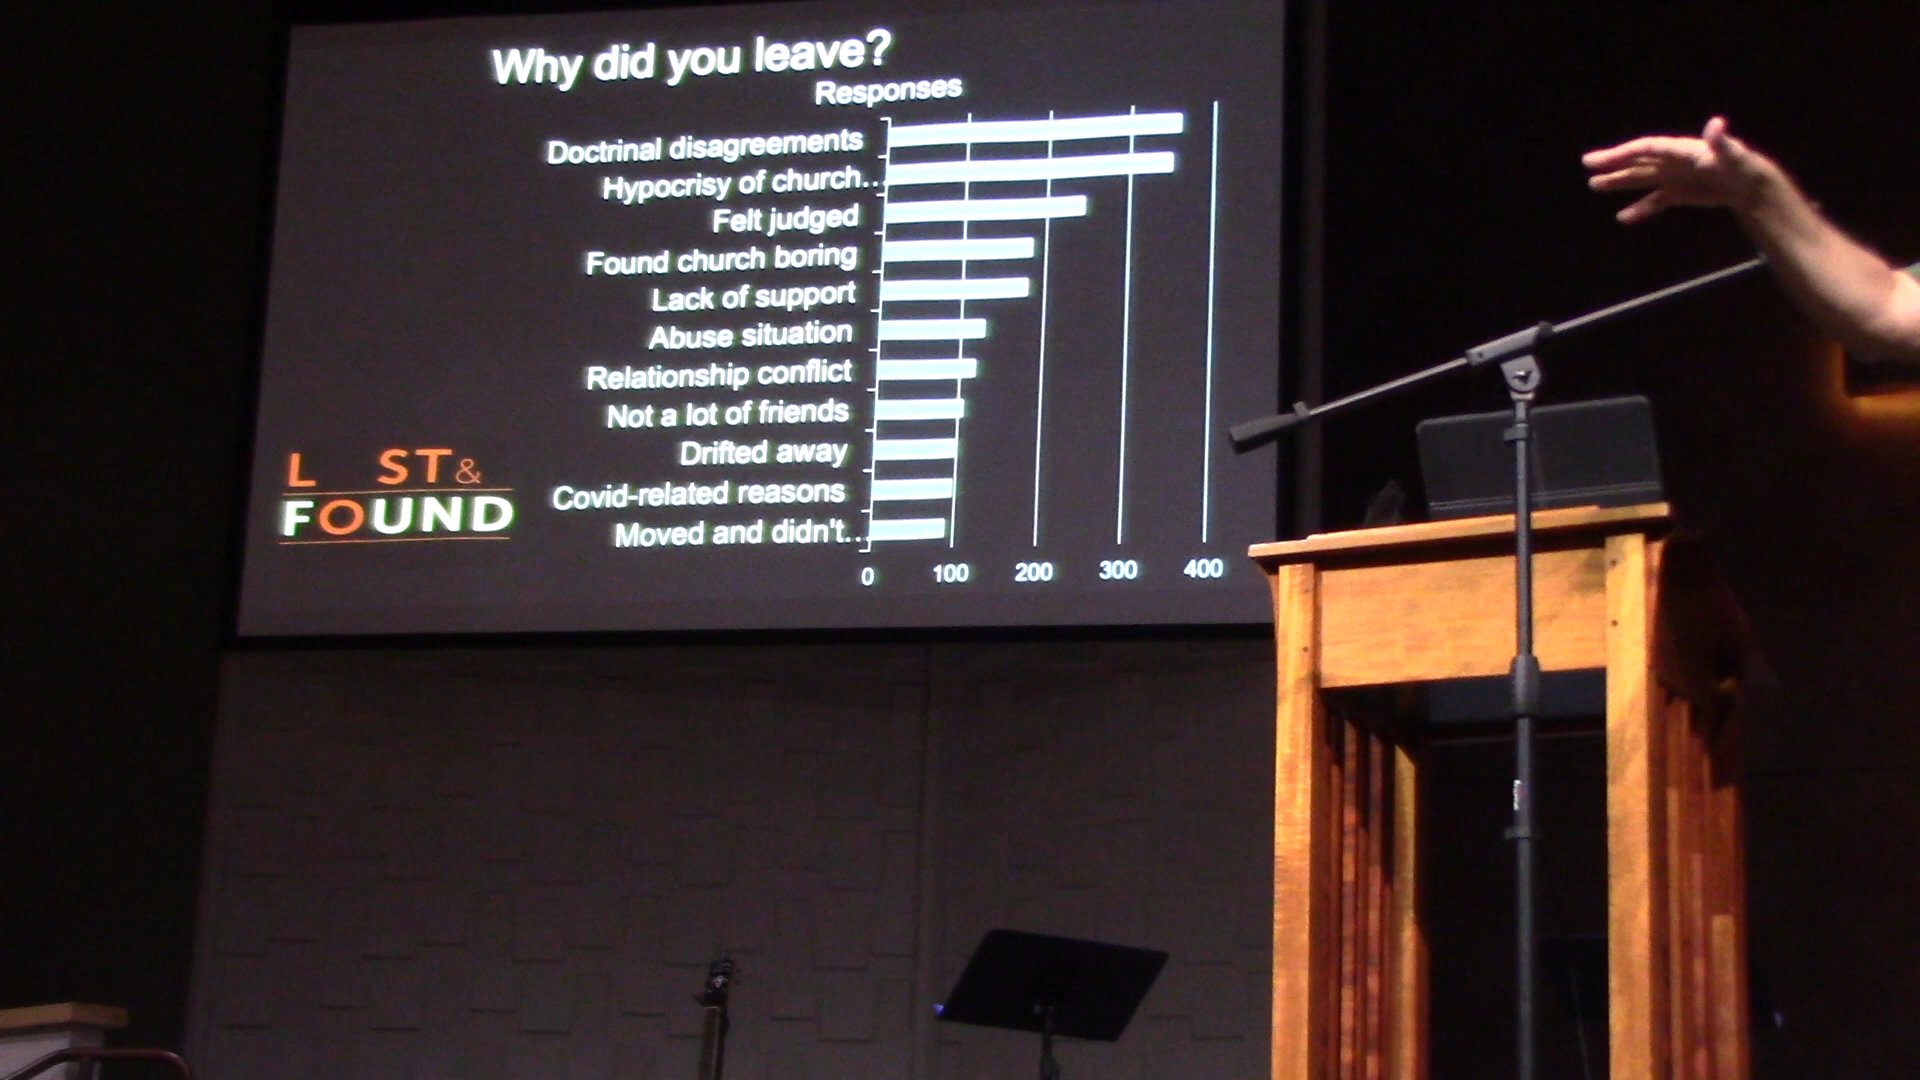 Why did you leave?
Responses
Doctrinal disagreements
Hypocrisy of church...
Felt judged
Found church boring
Lack of support
Abuse situation
Relationship conflict
Not a lot of friends
Drifted away
Covid-related reasons
Moved and didn't...
0 100 200 300 400
L ST &
FOUND